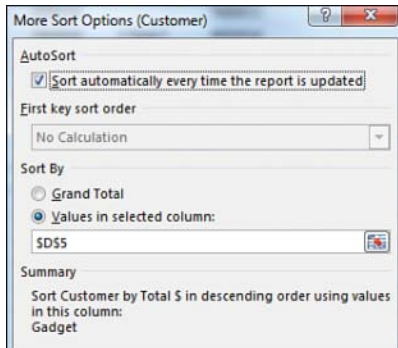 More Sort Options (Customer)
AutoSort
Sort automatically every time the report is updated
First key sort order
No Calculation
Sort By
Grand Total
Values in selected column:
$D$5
Summary
Sort Customer by Total $ in descending order using values
in this column:
Gadget